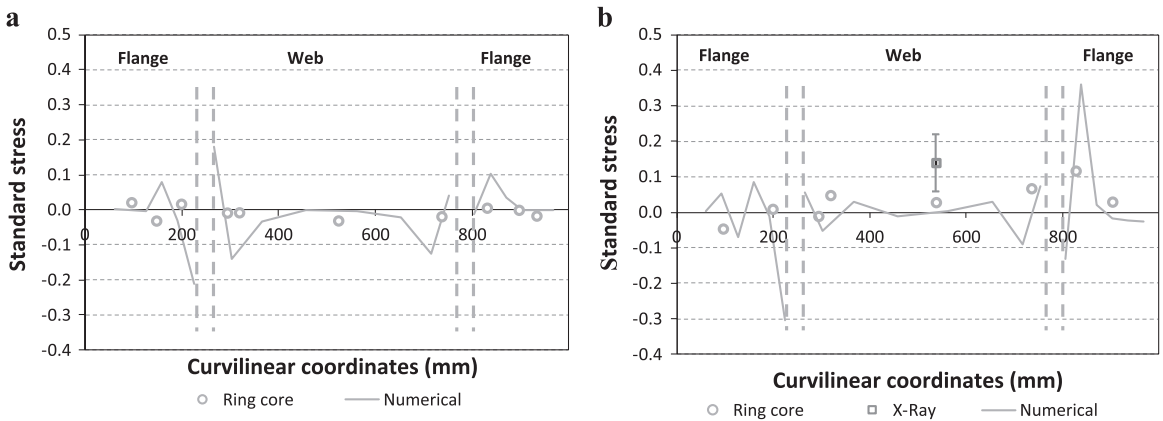 a
0.5
0.4
0.3
0.2
0.1
0.0
-0.1
-0.2
-0.3
-0.4
Standard stress
Flange Web Flange
0 200 400 600 800
Curvilinear coordinates (mm)
Ring core Numerical
b
0.5
0.4
0.3
0.2
0.1
0.0
-0.1
-0.2
-0.3
-0.4
Standard stress
Flange Web Flange
0 200 400 600 800
Curvilinear coordinates (mm)
Ring core X-Ray Numerical